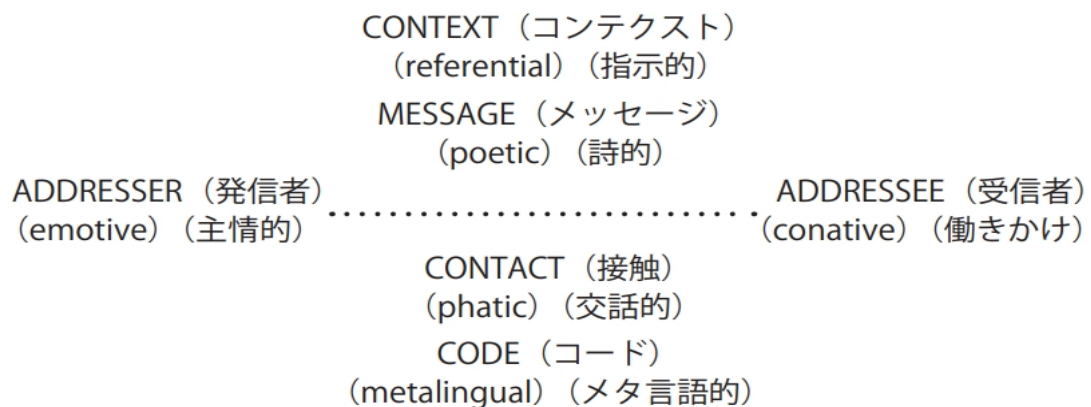 CONTEXT（コンテクスト）
（referential）（指示的）
MESSAGE（メッセージ）
（poetic）（詩的）
ADDRESSER（発信者） ADDRESSEE（受信者）
（emotive）（主情的） （conative）（働きかけ）
CONTACT（接触）
（phatic）（交話的）
CODE（コード）
（metalingual）（メタ言語的）